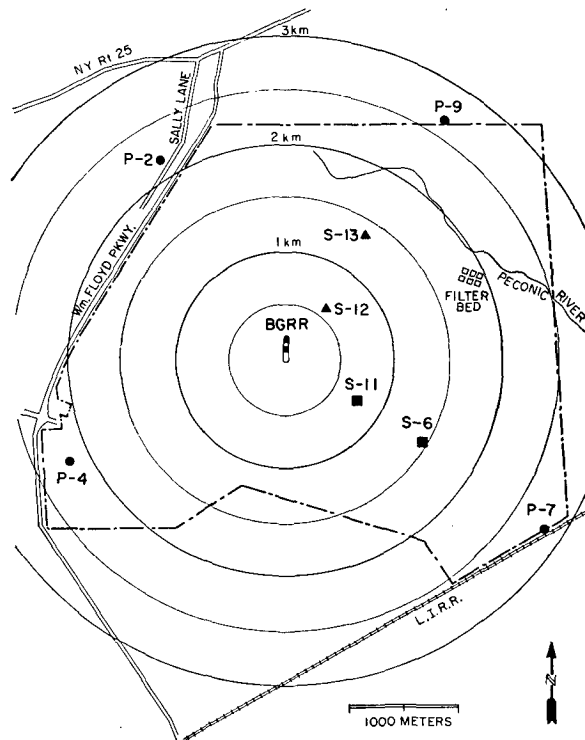 3 km
NY Rt 25
SALLY LANE
P-9
P-2
2 km
Wm. FLOYD PKWY.
S-13
1 km
FILTER
BED
PECONIC RIVER
S-12
BGRR
S-11
S-6
P-4
P-7
L.I.R.R.
N
1000 METERS